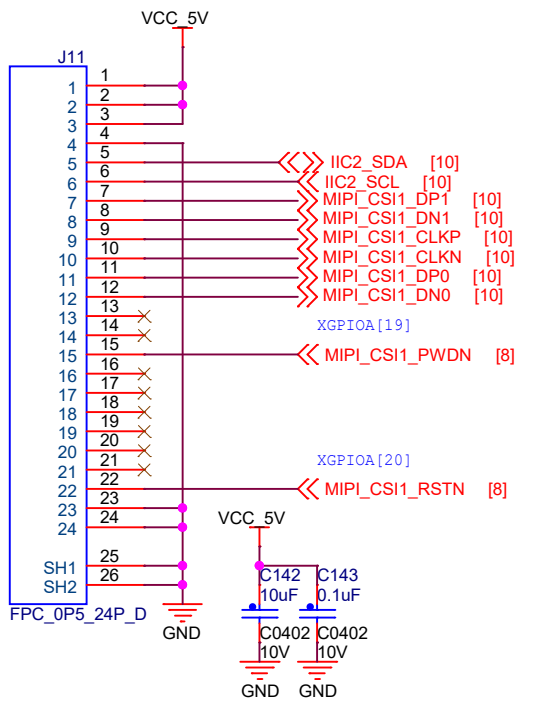 VCC_5V
J11
1 1
2 2
3 3
4 4
5 5 IIC2_SDA [10]
6 6 IIC2_SCL [10]
7 7 MIPI_CSI1_DP1 [10]
8 8 MIPI_CSI1_DN1 [10]
9 9 MIPI_CSI1_CLKP [10]
10 10 MIPI_CSI1_CLKN [10]
11 11 MIPI_CSI1_DP0 [10]
12 12 MIPI_CSI1_DN0 [10]
13 13
XGPIOA[19]
14 14
15 15 MIPI_CSI1_PWDN [8]
16 16
17 17
18 18
19 19
20 20
21 21
XGPIOA[20]
22 22 MIPI_CSI1_RSTN [8]
23 23
24 24
VCC_5V
SH1 25
SH2 26
C142 C143
10uF 0.1uF
FPC_0P5_24P_D
GND
C0402 C0402
10V 10V
GND GND